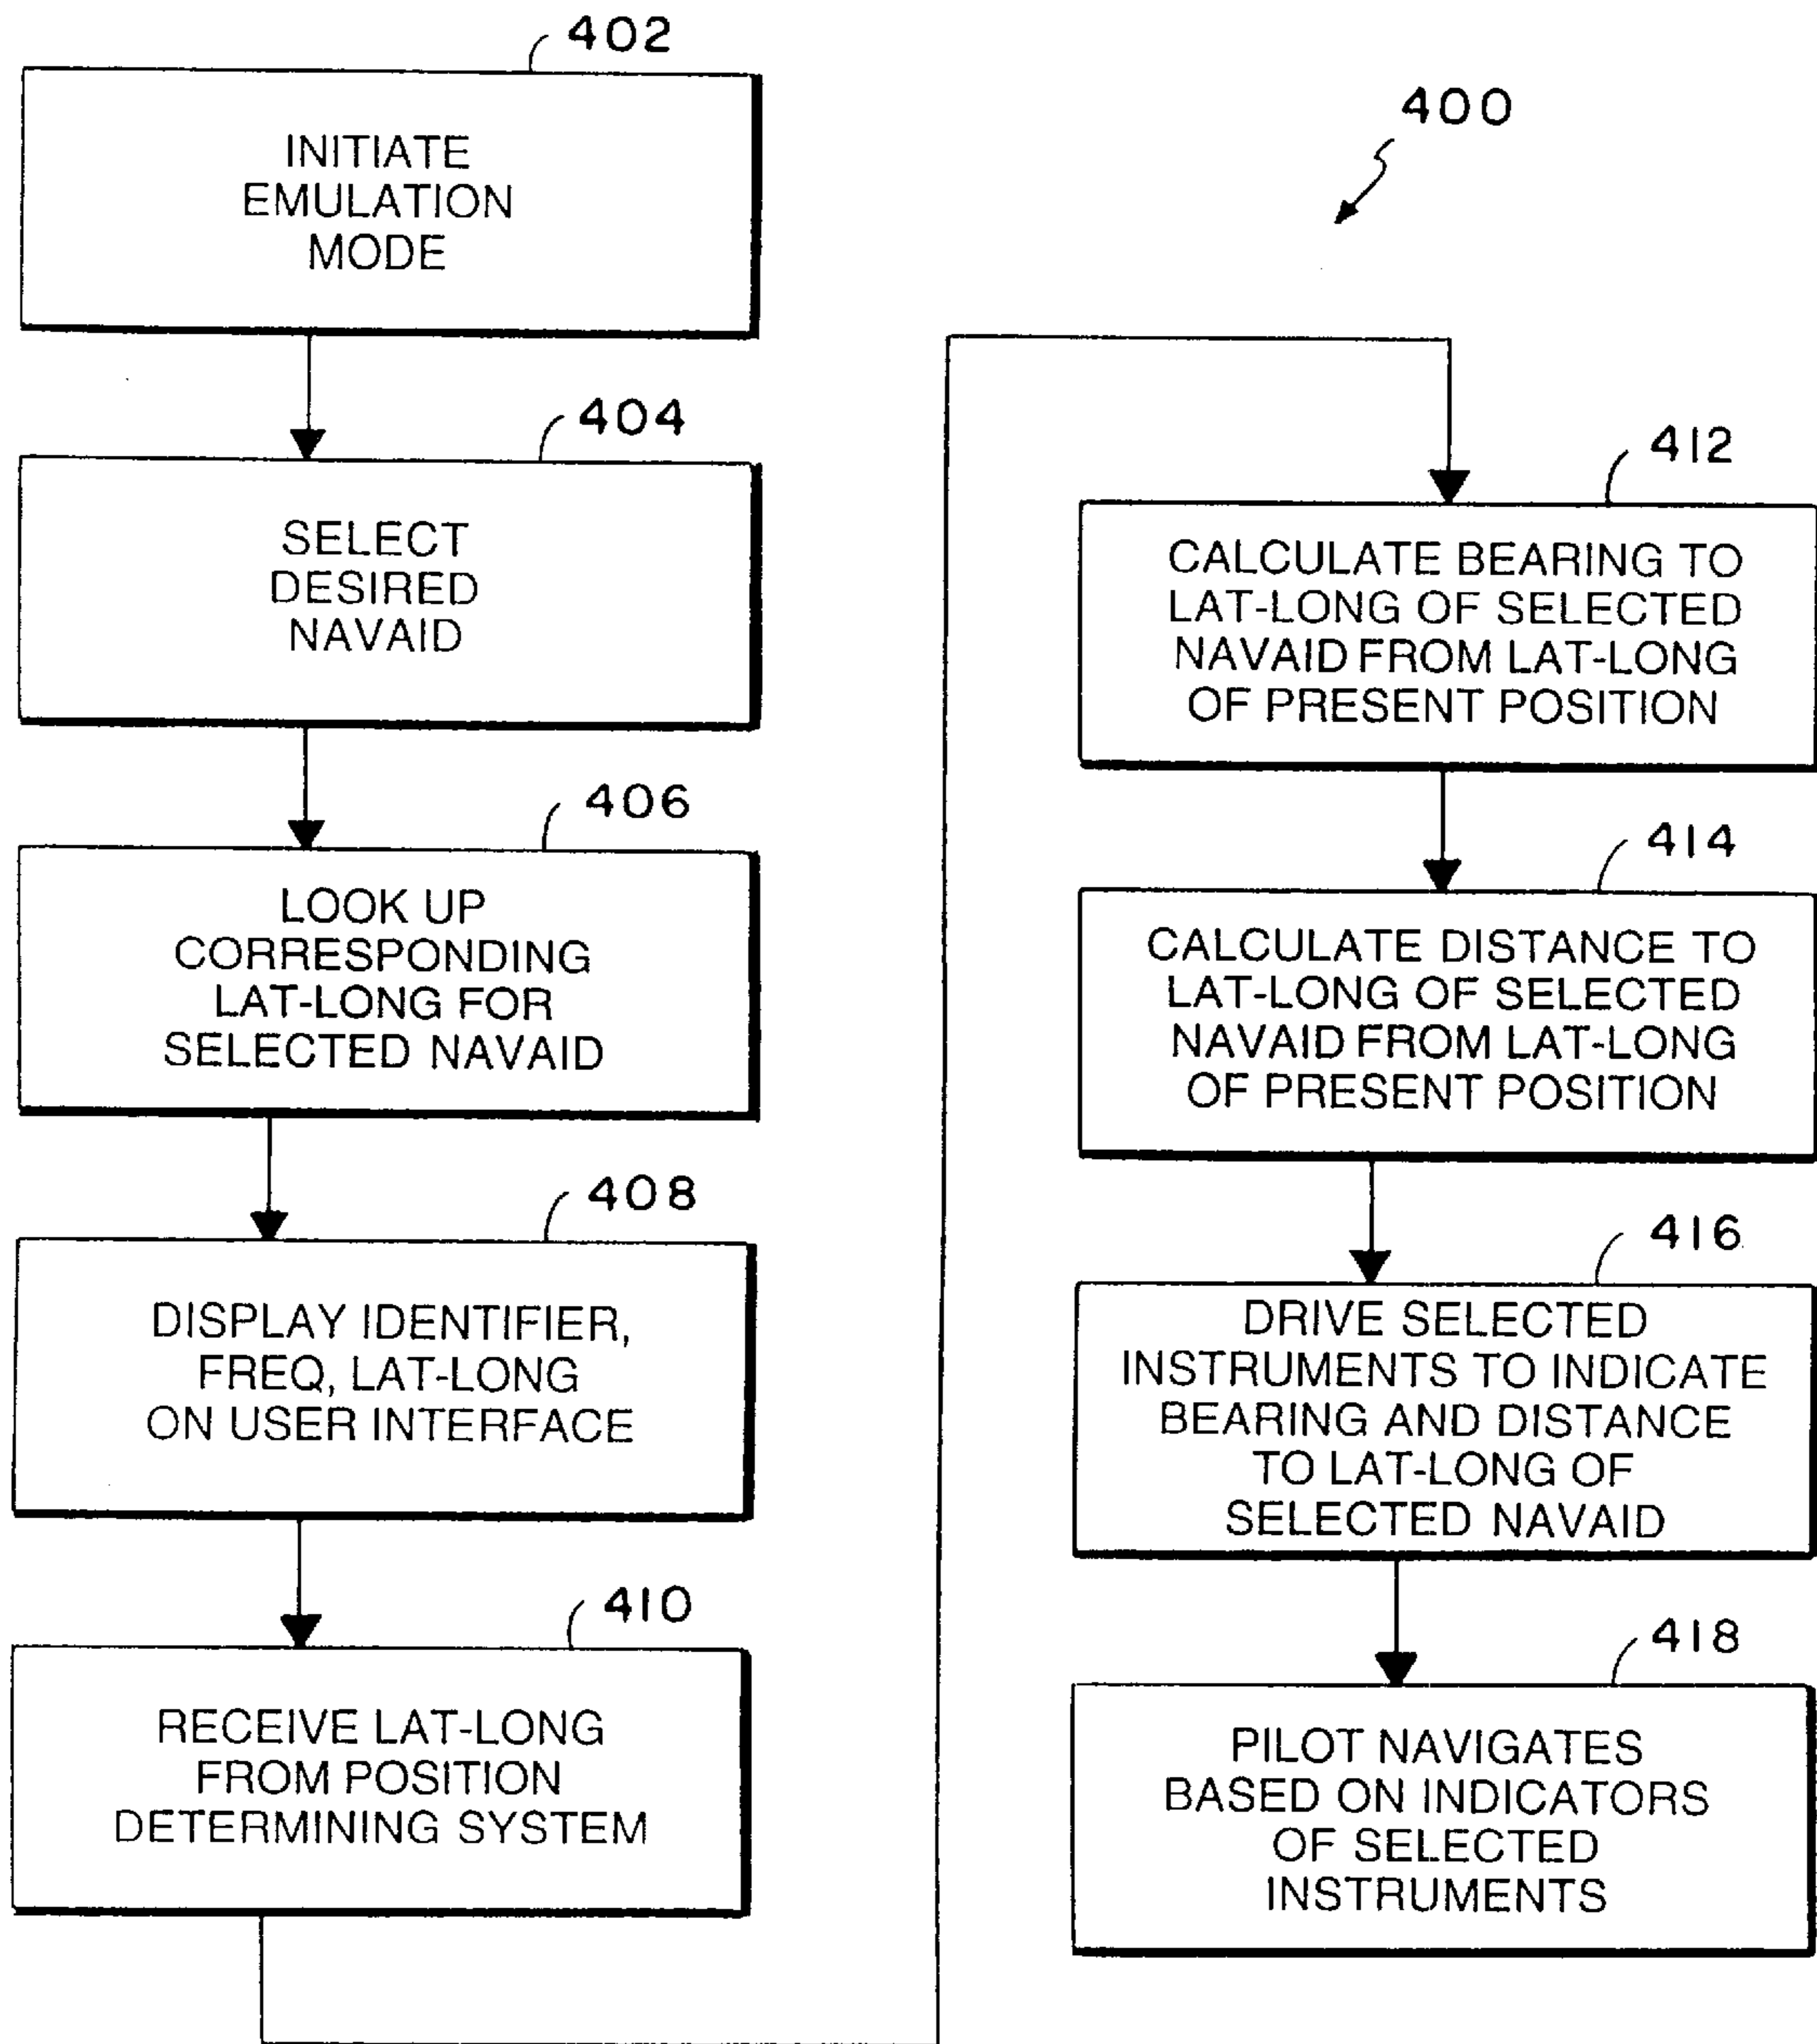 402
INITIATE
EMULATION
MODE
404
SELECT
DESIRED
NAVAID
406
LOOK UP
CORRESPONDING
LAT-LONG FOR
SELECTED NAVAID
408
DISPLAY IDENTIFIER,
FREQ, LAT-LONG
ON USER INTERFACE
410
RECEIVE LAT-LONG
FROM POSITION
DETERMINING SYSTEM
400
412
CALCULATE BEARING TO
LAT-LONG OF SELECTED
NAVAID FROM LAT-LONG
OF PRESENT POSITION
414
CALCULATE DISTANCE TO
LAT-LONG OF SELECTED
NAVAID FROM LAT-LONG
OF PRESENT POSITION
416
DRIVE SELECTED
INSTRUMENTS TO INDICATE
BEARING AND DISTANCE
TO LAT-LONG OF
SELECTED NAVAID
418
PILOT NAVIGATES
BASED ON INDICATORS
OF SELECTED
INSTRUMENTS